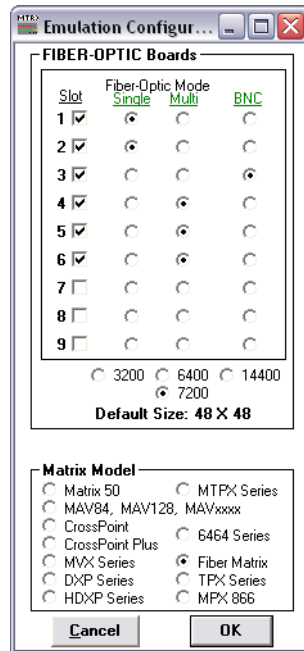 MTRX Emulation Configur...
FIBER-OPTIC Boards
Fiber-Optic Mode
Slot Single Multi BNC
1
2
3
4
5
6
7
8
9
3200 6400 14400
7200
Default Size: 48 X 48
Matrix Model
Matrix 50 MTPX Series
MAV84, MAV128, MAVxxxx
CrossPoint
6464 Series
CrossPoint Plus
MVX Series Fiber Matrix
DXP Series TPX Series
HDXP Series MPX 866
Cancel OK